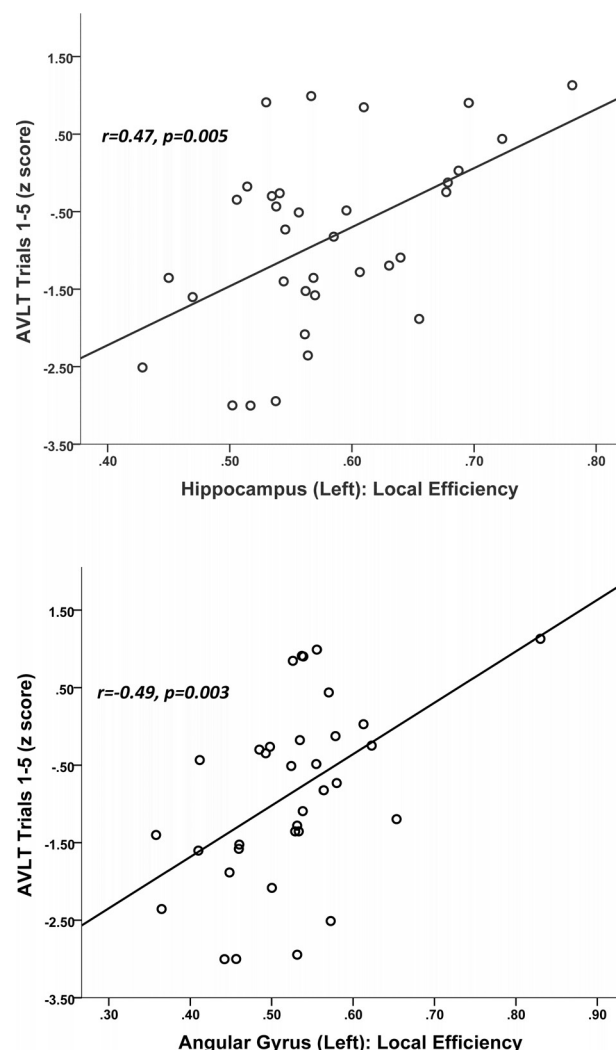 1.50
r=0.47, p=0.005
.50
-.50
-1.50
-2.50
-3.50
AVLT Trials 1-5 (z score)
.40 .50 .60 .70 .80
Hippocampus (Left): Local Efficiency
1.50
r=-0.49, p=0.003
.50
-.50
-1.50
-2.50
-3.50
AVLT Trials 1-5 (z score)
.30 .40 .50 .60 .70 .80 .90
Angular Gyrus (Left): Local Efficiency